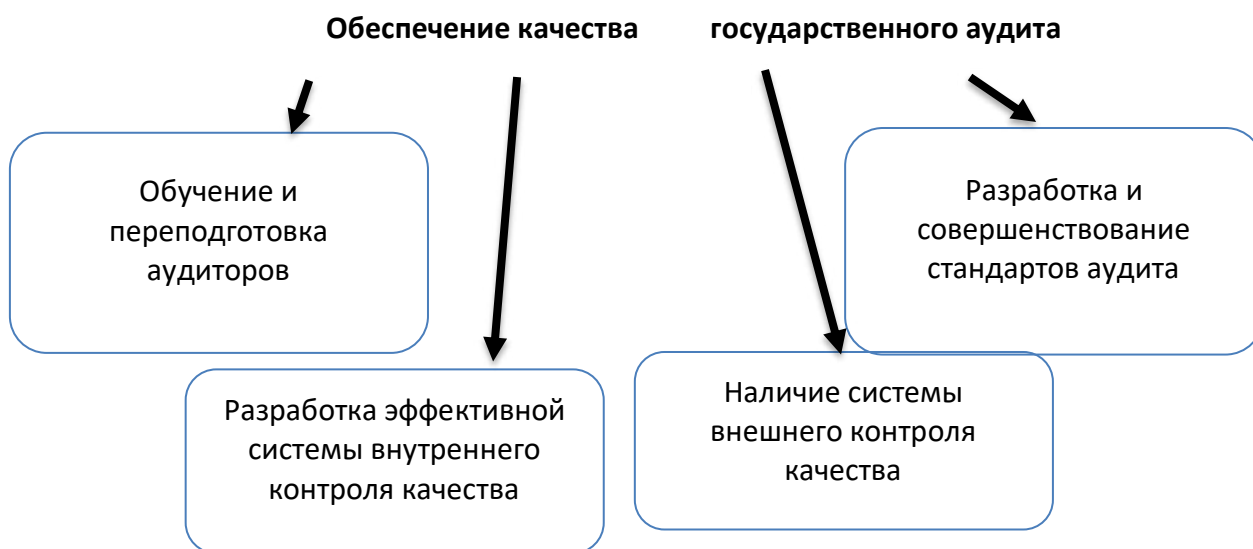 Обеспечение качества государственного аудита
Обучение и
переподготовка
аудиторов
Разработка и
совершенствование
стандартов аудита
Разработка эффективной
системы внутреннего
контроля качества
Наличие системы
внешнего контроля
качества